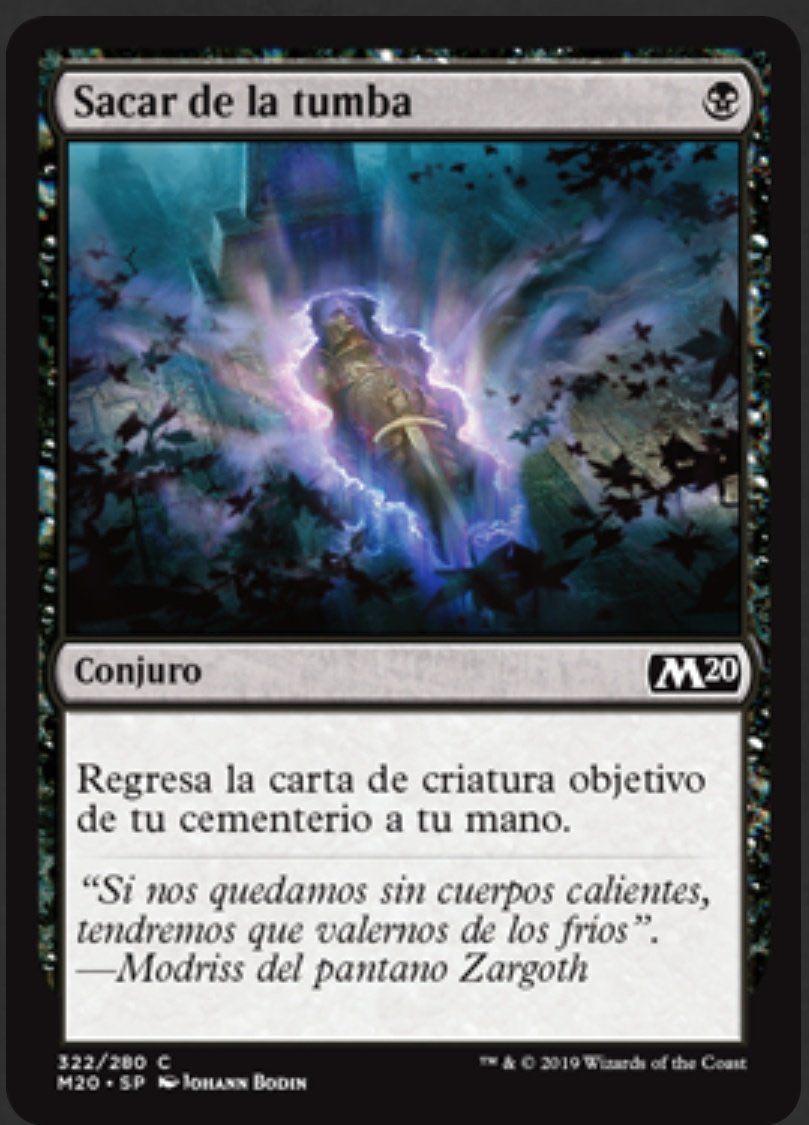 Sacar de la tumba
Conjuro
M20
Regresa la carta de criatura objetivo
de tu cementerio a tu mano.
“Si nos quedamos sin cuerpos calientes,
tendremos que valernos de los fríos”.
—Modriss del pantano Zargoth
322/280 C
™ & © 2019 Wizards of the Coast
M20 • SP Johann Bodin